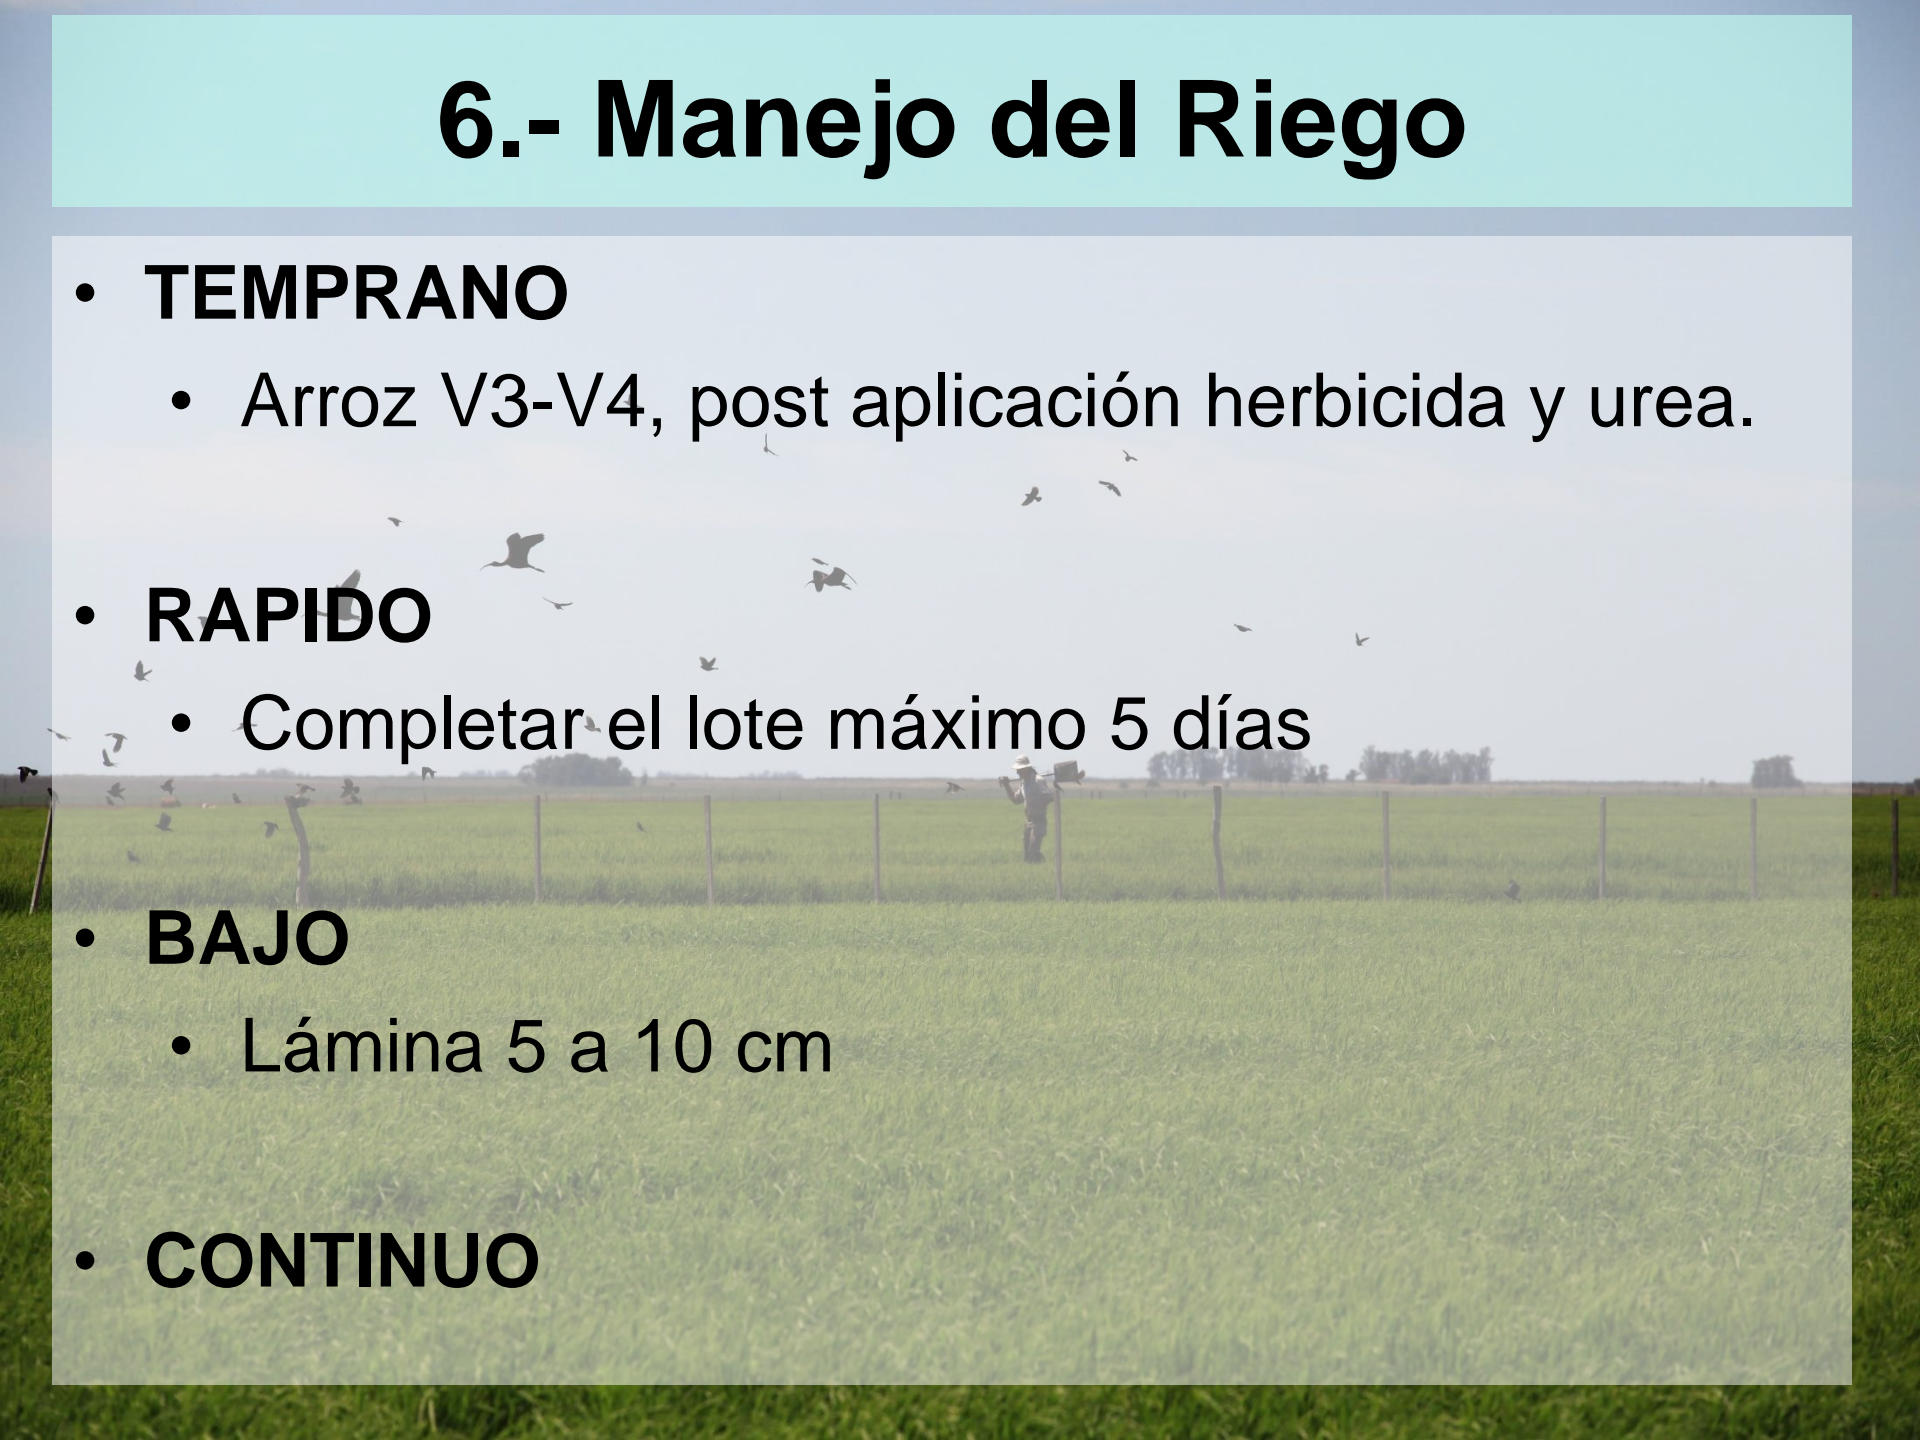 6.- Manejo del Riego
• TEMPRANO
• Arroz V3-V4, post aplicación herbicida y urea.
• RAPIDO
• Completar el lote máximo 5 días
• BAJO
• Lámina 5 a 10 cm
• CONTINUO